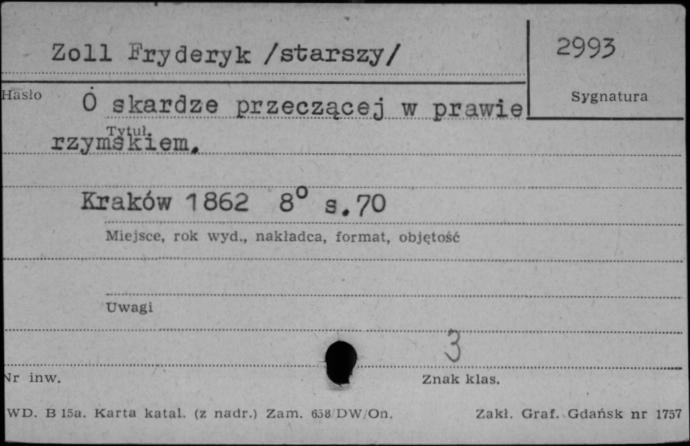 Zoll Fryderyk /starszy/
2993
Hasło
Sygnatura
O skardze przeczącej w prawie
Tytuł
rzymskiem.
Kraków 1862 8° s.70
Miejsce, rok wyd., nakładca, format, objętość
Uwagi
3
Nr inw.
Znak klas.
WD. B 15a. Karta katal. (z nadr.) Zam. 658/DW/On.
Zakł. Graf. Gdańsk nr 1757